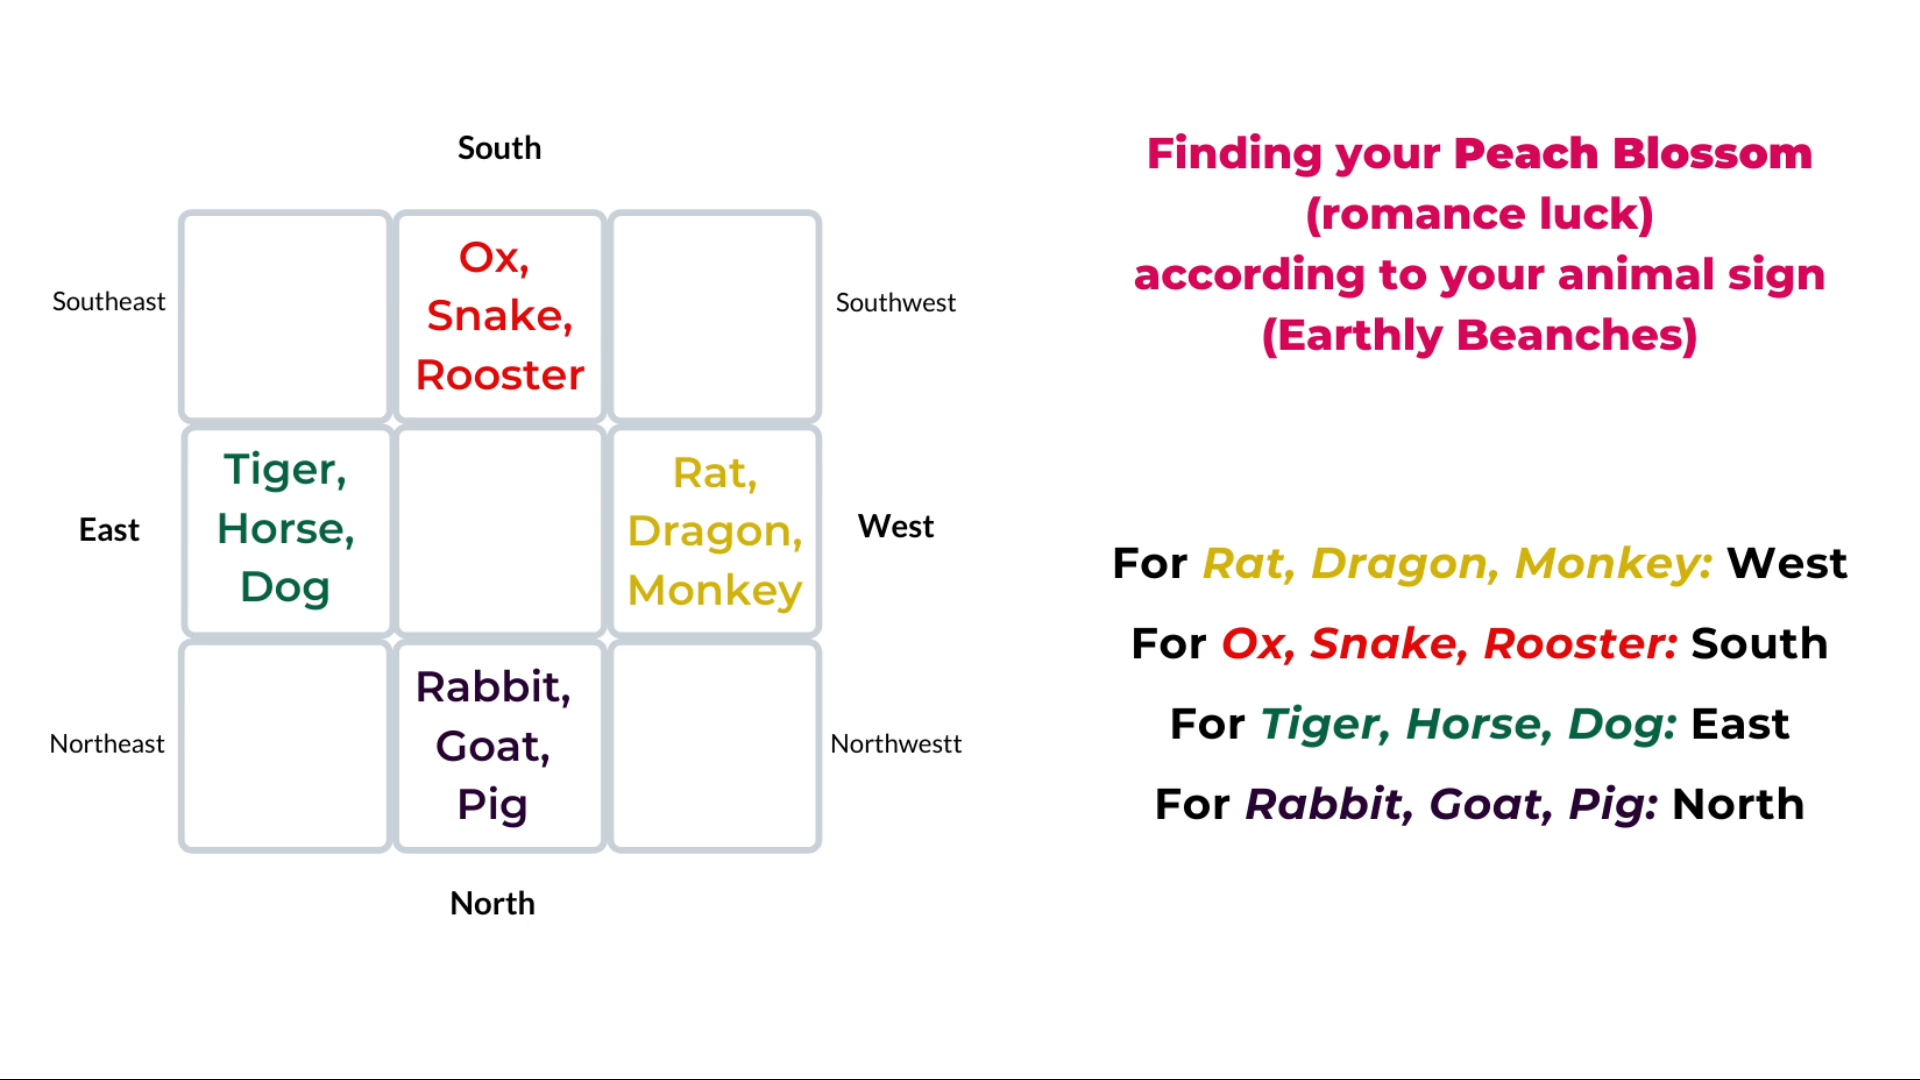 South
Southeast
Ox,
Snake,
Rooster
Southwest
East
Tiger,
Horse,
Dog
Rat,
Dragon,
Monkey
West
Northeast
Rabbit,
Goat,
Pig
Northwestt
North
Finding your Peach Blossom
(romance luck)
according to your animal sign
(Earthly Beanches)
For Rat, Dragon, Monkey: West
For Ox, Snake, Rooster: South
For Tiger, Horse, Dog: East
For Rabbit, Goat, Pig: North